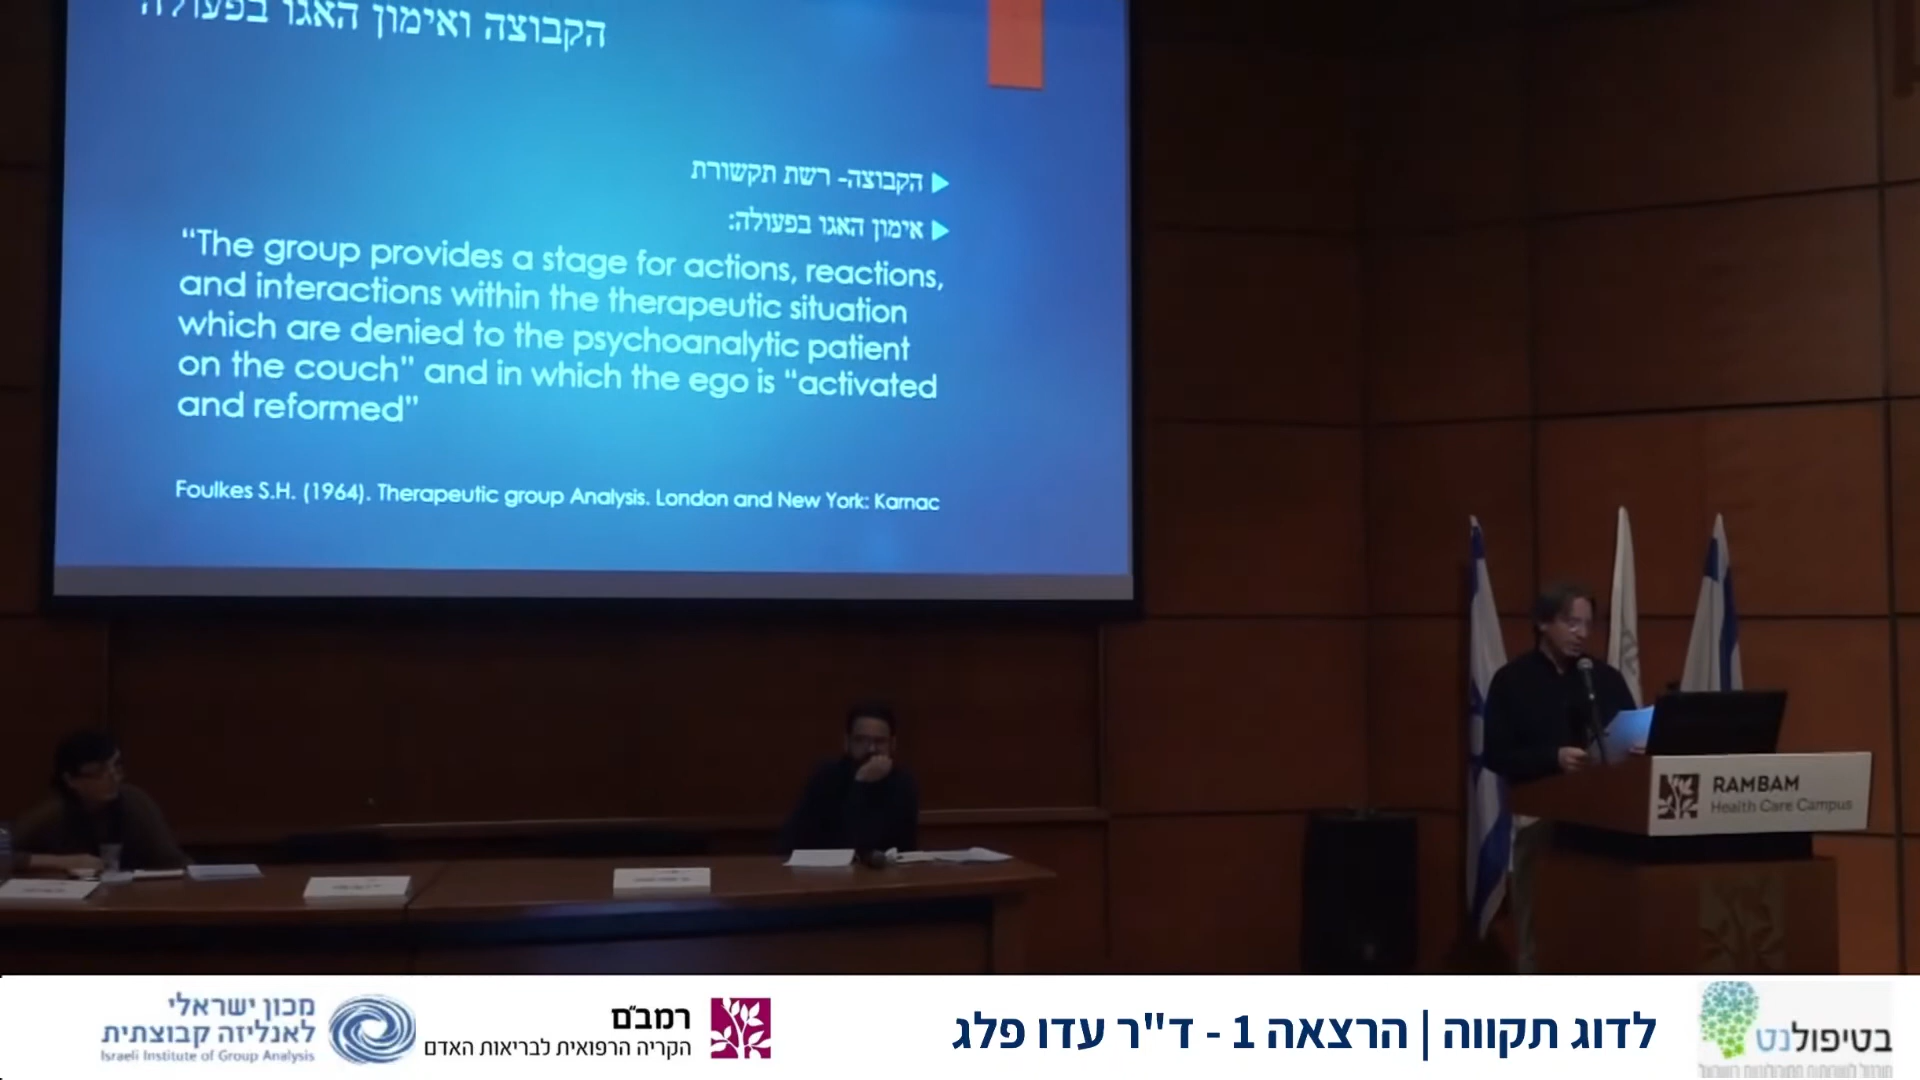 הקבוצה ואימון האגו בפעולה
הקבוצה- רשת תקשורת
אימון האגו בפעולה:
“The group provides a stage for actions, reactions,
and interactions within the therapeutic situation
which are denied to the psychoanalytic patient
on the couch” and in which the ego is “activated
and reformed”
Foulkes S.H. (1964). Therapeutic group Analysis. London and New York: Karnac
RAMBAM
Health Care Campus
בטיפולנט
לדוג תקווה | הרצאה 1 - ד"ר עדו פלג
רמב"ם
הקריה הרפואית לבריאות האדם
מכון ישראלי
לאנליזה קבוצתית
Israeli Institute of Group Analysis